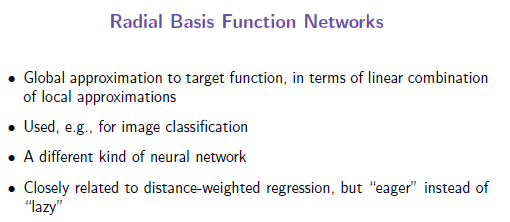 Radial Basis Function Networks
• Global approximation to target function, in terms of linear combination
of local approximations
• Used, e.g., for image classification
• A different kind of neural network
• Closely related to distance-weighted regression, but “eager” instead of
“lazy”